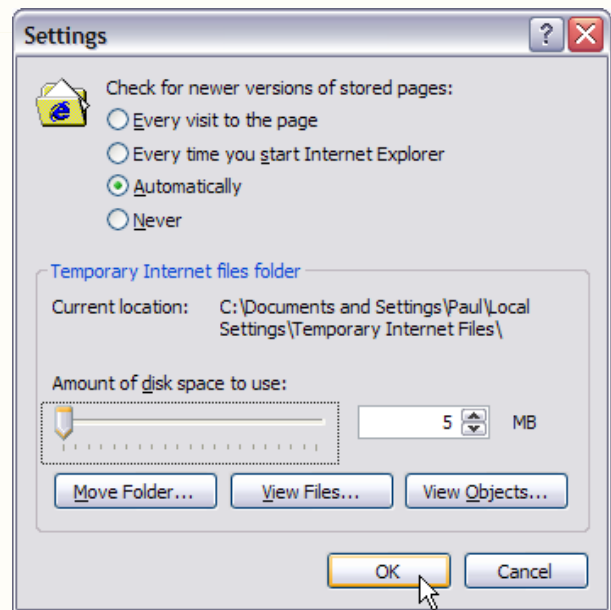 Settings
Check for newer versions of stored pages:
Every visit to the page
Every time you start Internet Explorer
Automatically
Never
Temporary Internet files folder
Current location: C:\Documents and Settings\Paul\Local
Settings\Temporary Internet Files\
Amount of disk space to use:
5 MB
Move Folder... View Files... View Objects...
OK Cancel